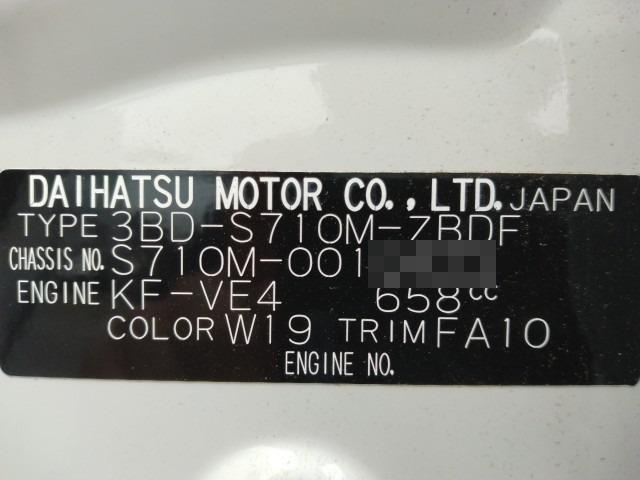 DAIHATSU MOTOR CO., LTD. JAPAN
TYPE 3BD-S710M-ZBDF
CHASSIS NO. S710M-001
ENGINE KF-VE4 658cc
COLOR W19 TRIM FA10
ENGINE NO.